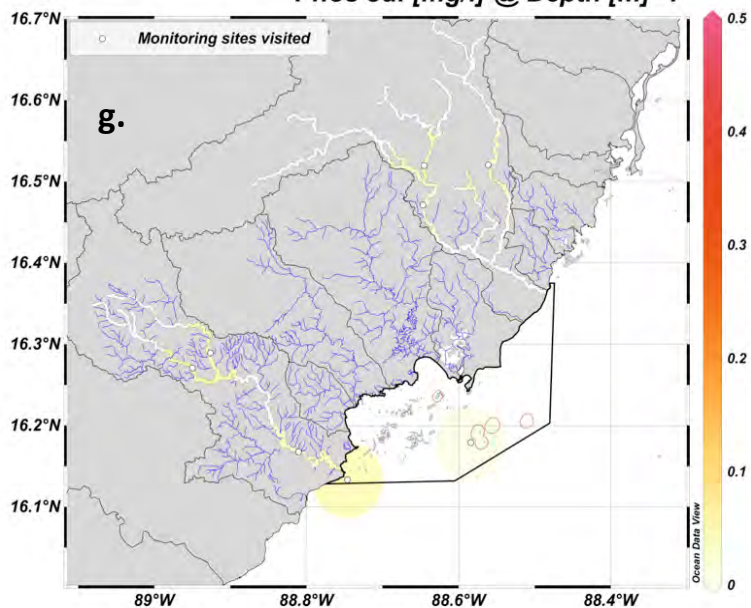 @ Depth [m]
Monitoring sites visited
g.
16.7°N
16.6°N
16.5°N
16.4°N
16.3°N
16.2°N
16.1°N
89°W
88.8°W
88.6°W
88.4°W
0.5
0.4
0.3
0.2
0.1
0
Ocean Data View